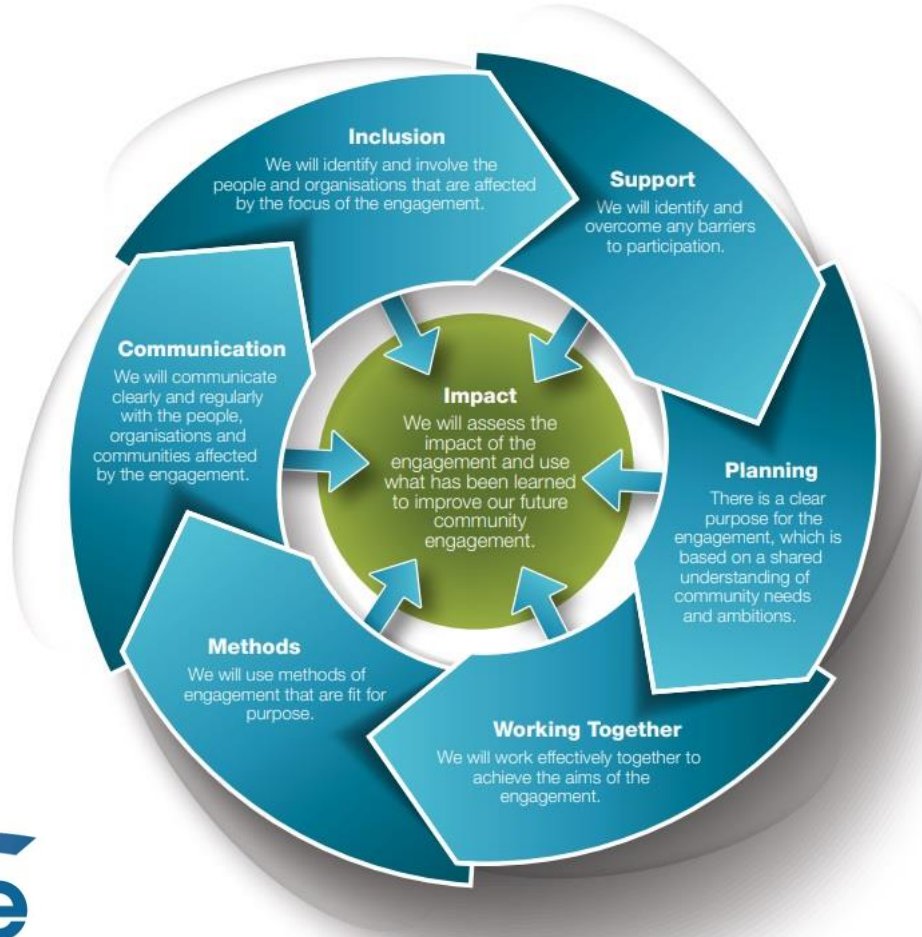 Inclusion
We will identify and involve the
people and organisations that are affected
by the focus of the engagement.
Support
We will identify and
overcome any barriers
to participation.
Planning
There is a clear
purpose for the
engagement, which is
based on a shared
understanding of
community needs
and ambitions.
Working Together
We will work effectively together to
achieve the aims of the
engagement.
Methods
We will use methods of
engagement that are fit for
purpose.
Communication
We will communicate
clearly and regularly
with the people,
organisations and
communities affected
by the engagement.
Impact
We will assess the
impact of the
engagement and use
what has been learned
to improve our future
community
engagement.
e